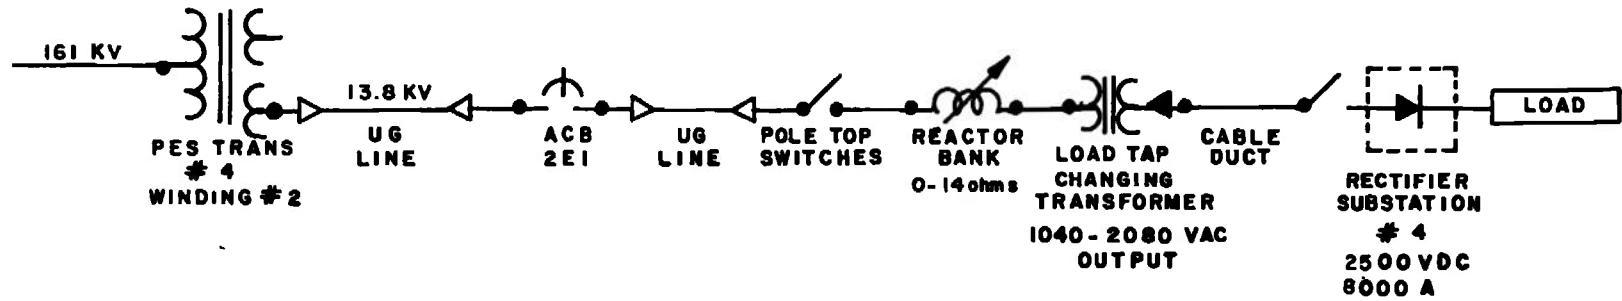 161 KV
PES TRANS
# 4
WINDING #2
13.8 KV
UG
LINE
ACB
2E1
UG
LINE
POLE TOP
SWITCHES
REACTOR
BANK
0-14 ohms
LOAD TAP
CHANGING
TRANSFORMER
1040-2080 VAC
OUTPUT
CABLE
DUCT
RECTIFIER
SUBSTATION
# 4
2500 VDC
8000 A
LOAD